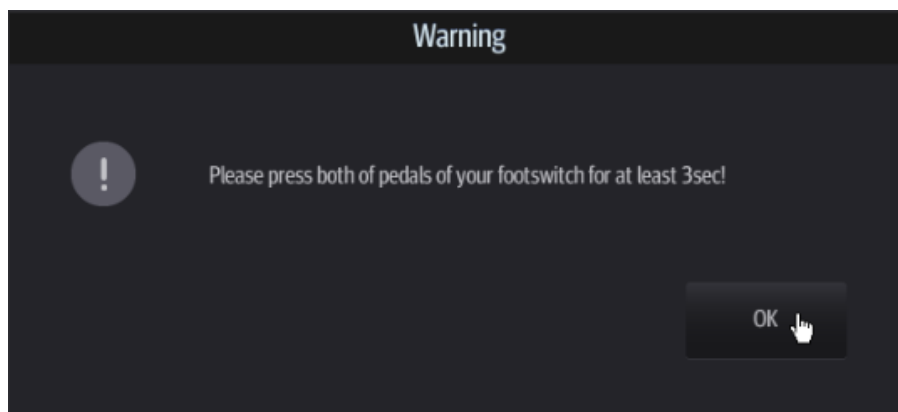 Warning
Please press both of pedals of your footswitch for at least 3sec!
OK